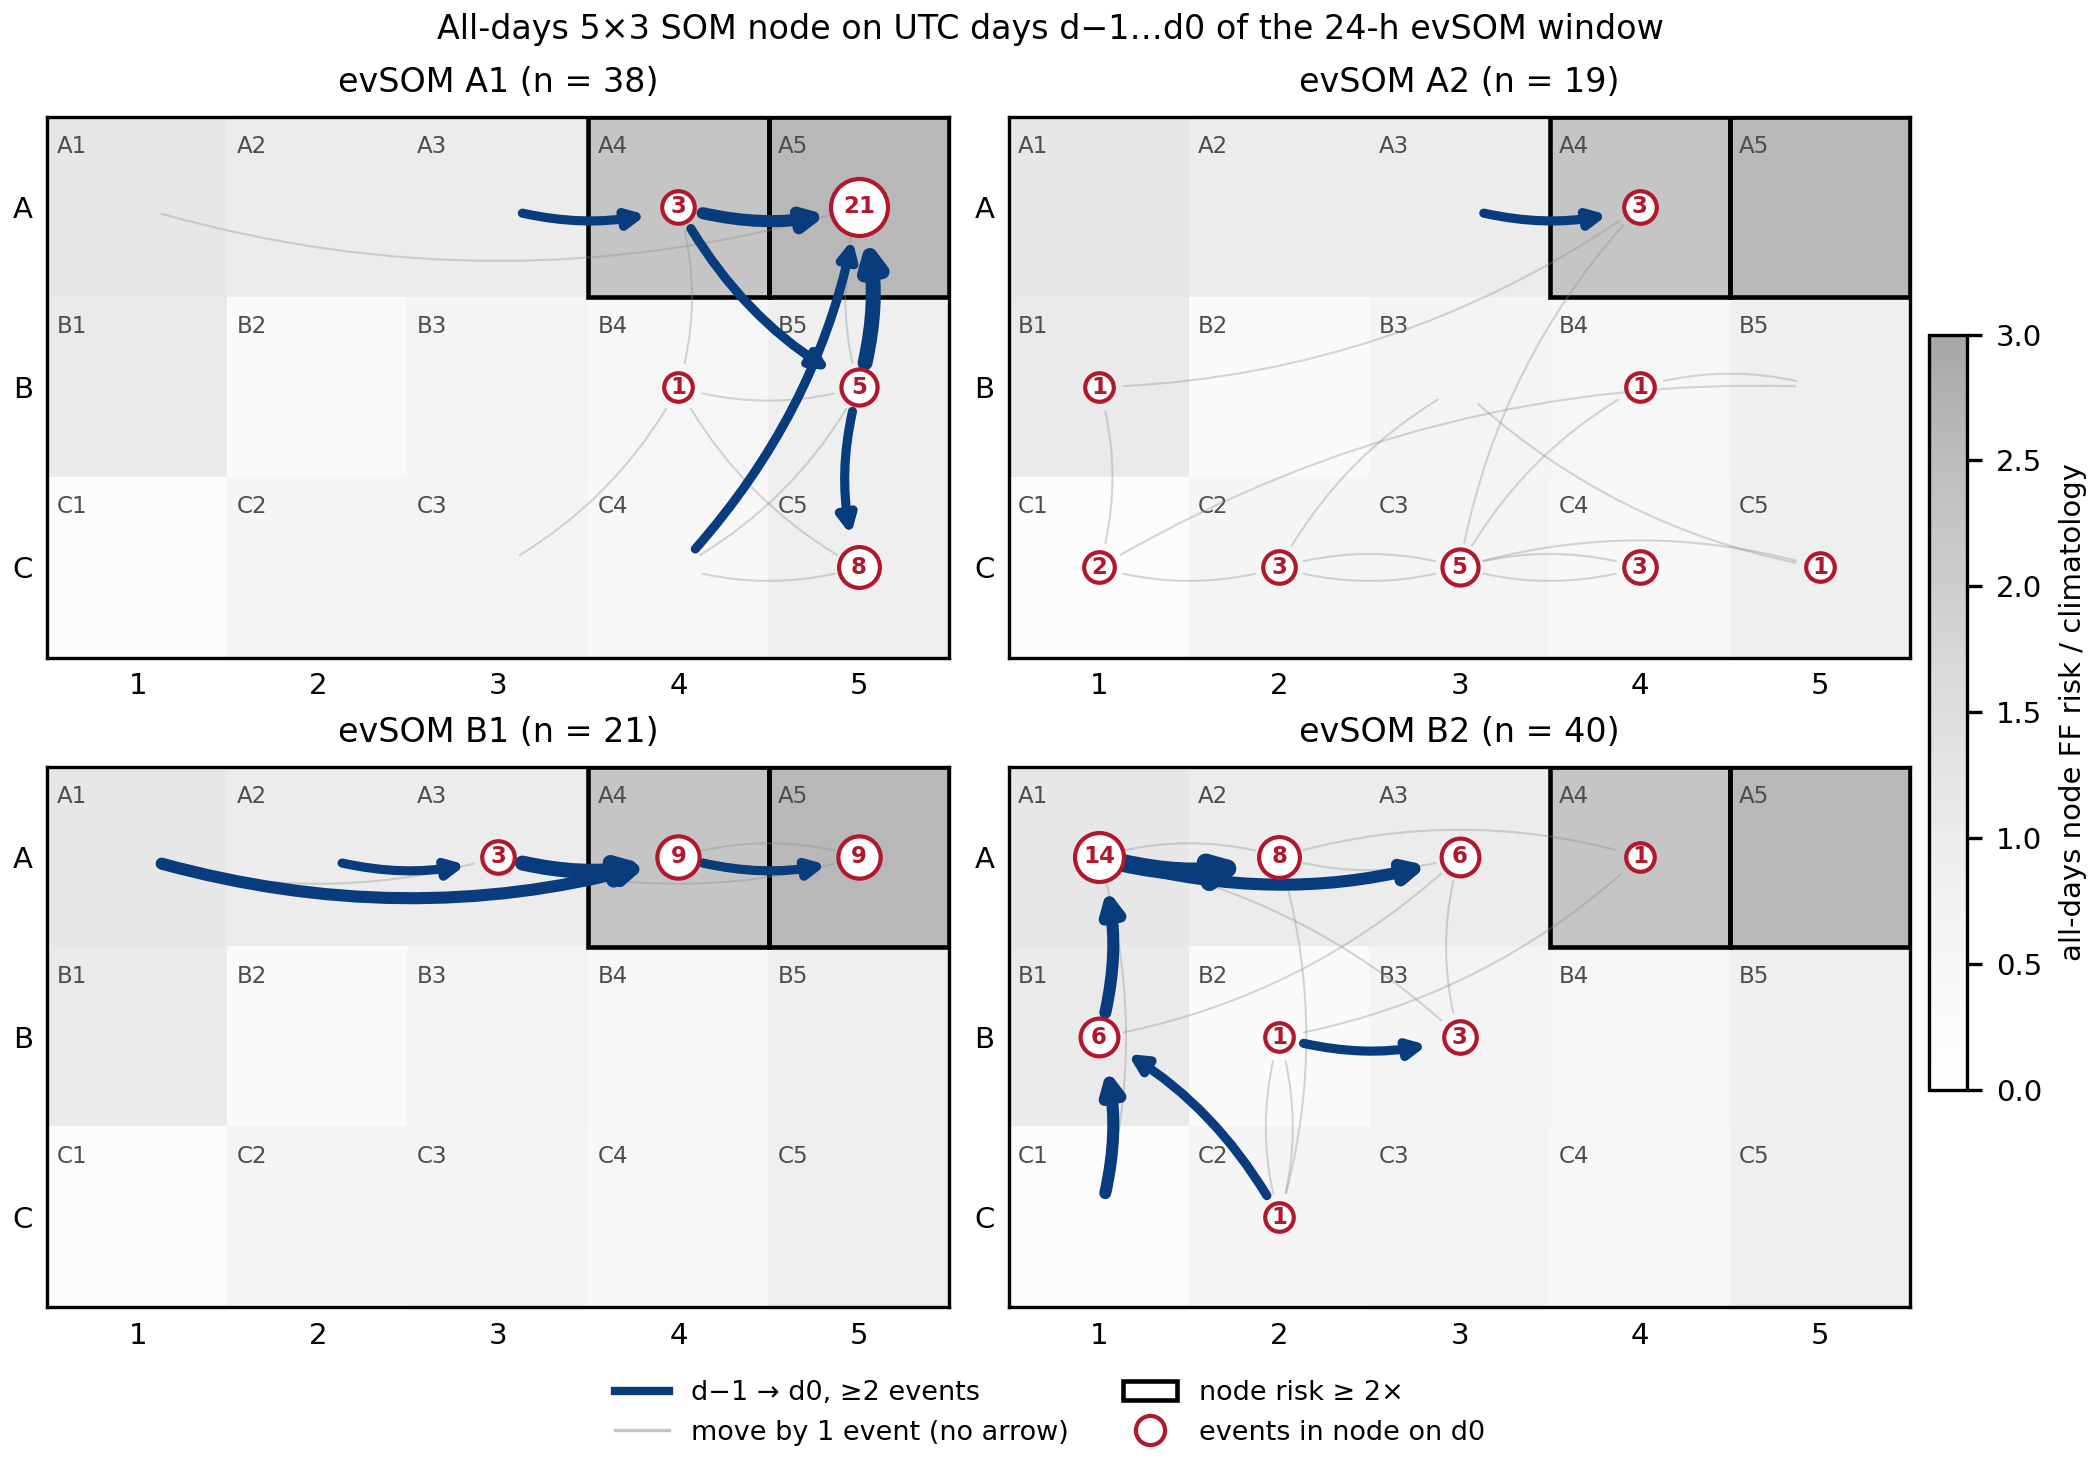 All-days 5×3 SOM node on UTC days d−1…d0 of the 24-h evSOM window
evSOM A1 (n = 38)
A1 A2 A3 A4 A5
A 3 21
B1 B2 B3 B4 B5
B 1 5
C1 C2 C3 C4 C5
C 8
1 2 3 4 5
evSOM A2 (n = 19)
A1 A2 A3 A4 A5
A 3
B1 B2 B3 B4 B5
B 1 1
C1 C2 C3 C4 C5
C 2 3 5 3 1
1 2 3 4 5
evSOM B1 (n = 21)
A1 A2 A3 A4 A5
A 3 9 9
B1 B2 B3 B4 B5
B
C1 C2 C3 C4 C5
C
1 2 3 4 5
evSOM B2 (n = 40)
A1 A2 A3 A4 A5
A 14 8 6 1
B1 B2 B3 B4 B5
B 6 1 3
C1 C2 C3 C4 C5
C 1
1 2 3 4 5
3.0
2.5
2.0
1.5
1.0
0.5
0.0
all-days node FF risk / climatology
d−1 → d0, ≥2 events
move by 1 event (no arrow)
node risk ≥ 2×
events in node on d0